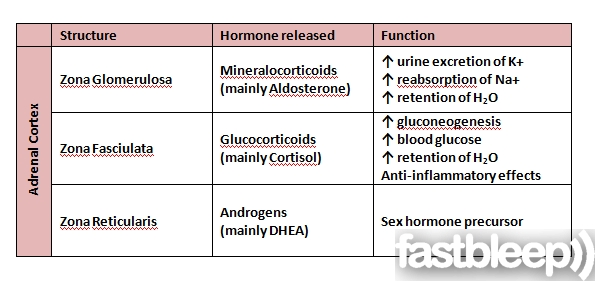 Structure Hormone released Function
Adrenal Cortex
Zona Glomerulosa
Mineralocorticoids
(mainly Aldosterone)
↑ urine excretion of K+
↑ reabsorption of Na+
↑ retention of H₂O
Zona Fasciulata
Glucocorticoids
(mainly Cortisol)
↑ gluconeogenesis
↑ blood glucose
↑ retention of H₂O
Anti-inflammatory effects
Zona Reticularis
Androgens
(mainly DHEA)
Sex hormone precursor
fastbleep